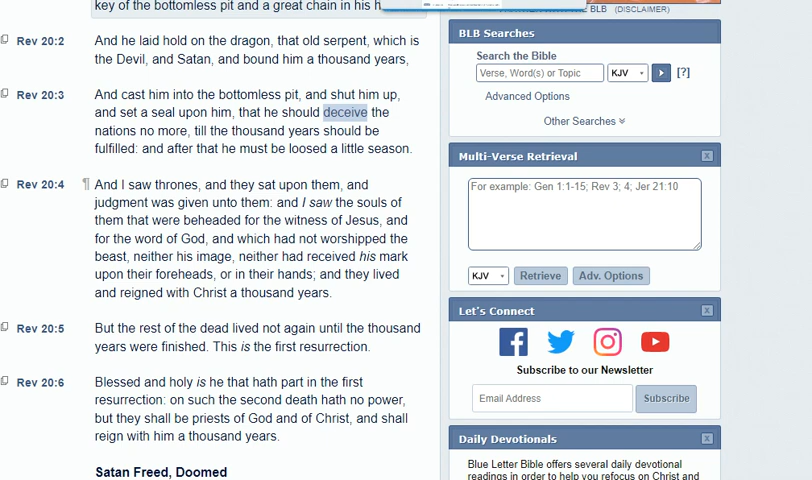 key of the bottomless pit and a great chain in his
Rev 20:2 And he laid hold on the dragon, that old serpent, which is
the Devil, and Satan, and bound him a thousand years,
Rev 20:3 And cast him into the bottomless pit, and shut him up,
and set a seal upon him, that he should deceive the
nations no more, till the thousand years should be
fulfilled: and after that he must be loosed a little season.
Rev 20:4 ¶ And I saw thrones, and they sat upon them, and
judgment was given unto them: and I saw the souls of
them that were beheaded for the witness of Jesus, and
for the word of God, and which had not worshipped the
beast, neither his image, neither had received his mark
upon their foreheads, or in their hands; and they lived
and reigned with Christ a thousand years.
Rev 20:5 But the rest of the dead lived not again until the thousand
years were finished. This is the first resurrection.
Rev 20:6 Blessed and holy is he that hath part in the first
resurrection: on such the second death hath no power,
but they shall be priests of God and of Christ, and shall
reign with him a thousand years.
Satan Freed, Doomed
THE BLB (DISCLAIMER)
BLB Searches
Search the Bible
Verse, Word(s) or Topic KJV [?]
Advanced Options
Other Searches
Multi-Verse Retrieval
For example: Gen 1:1-15; Rev 3; 4; Jer 21:10
KJV Retrieve Adv. Options
Let's Connect
Subscribe to our Newsletter
Email Address Subscribe
Daily Devotionals
Blue Letter Bible offers several daily devotional
readings in order to help you refocus on Christ and